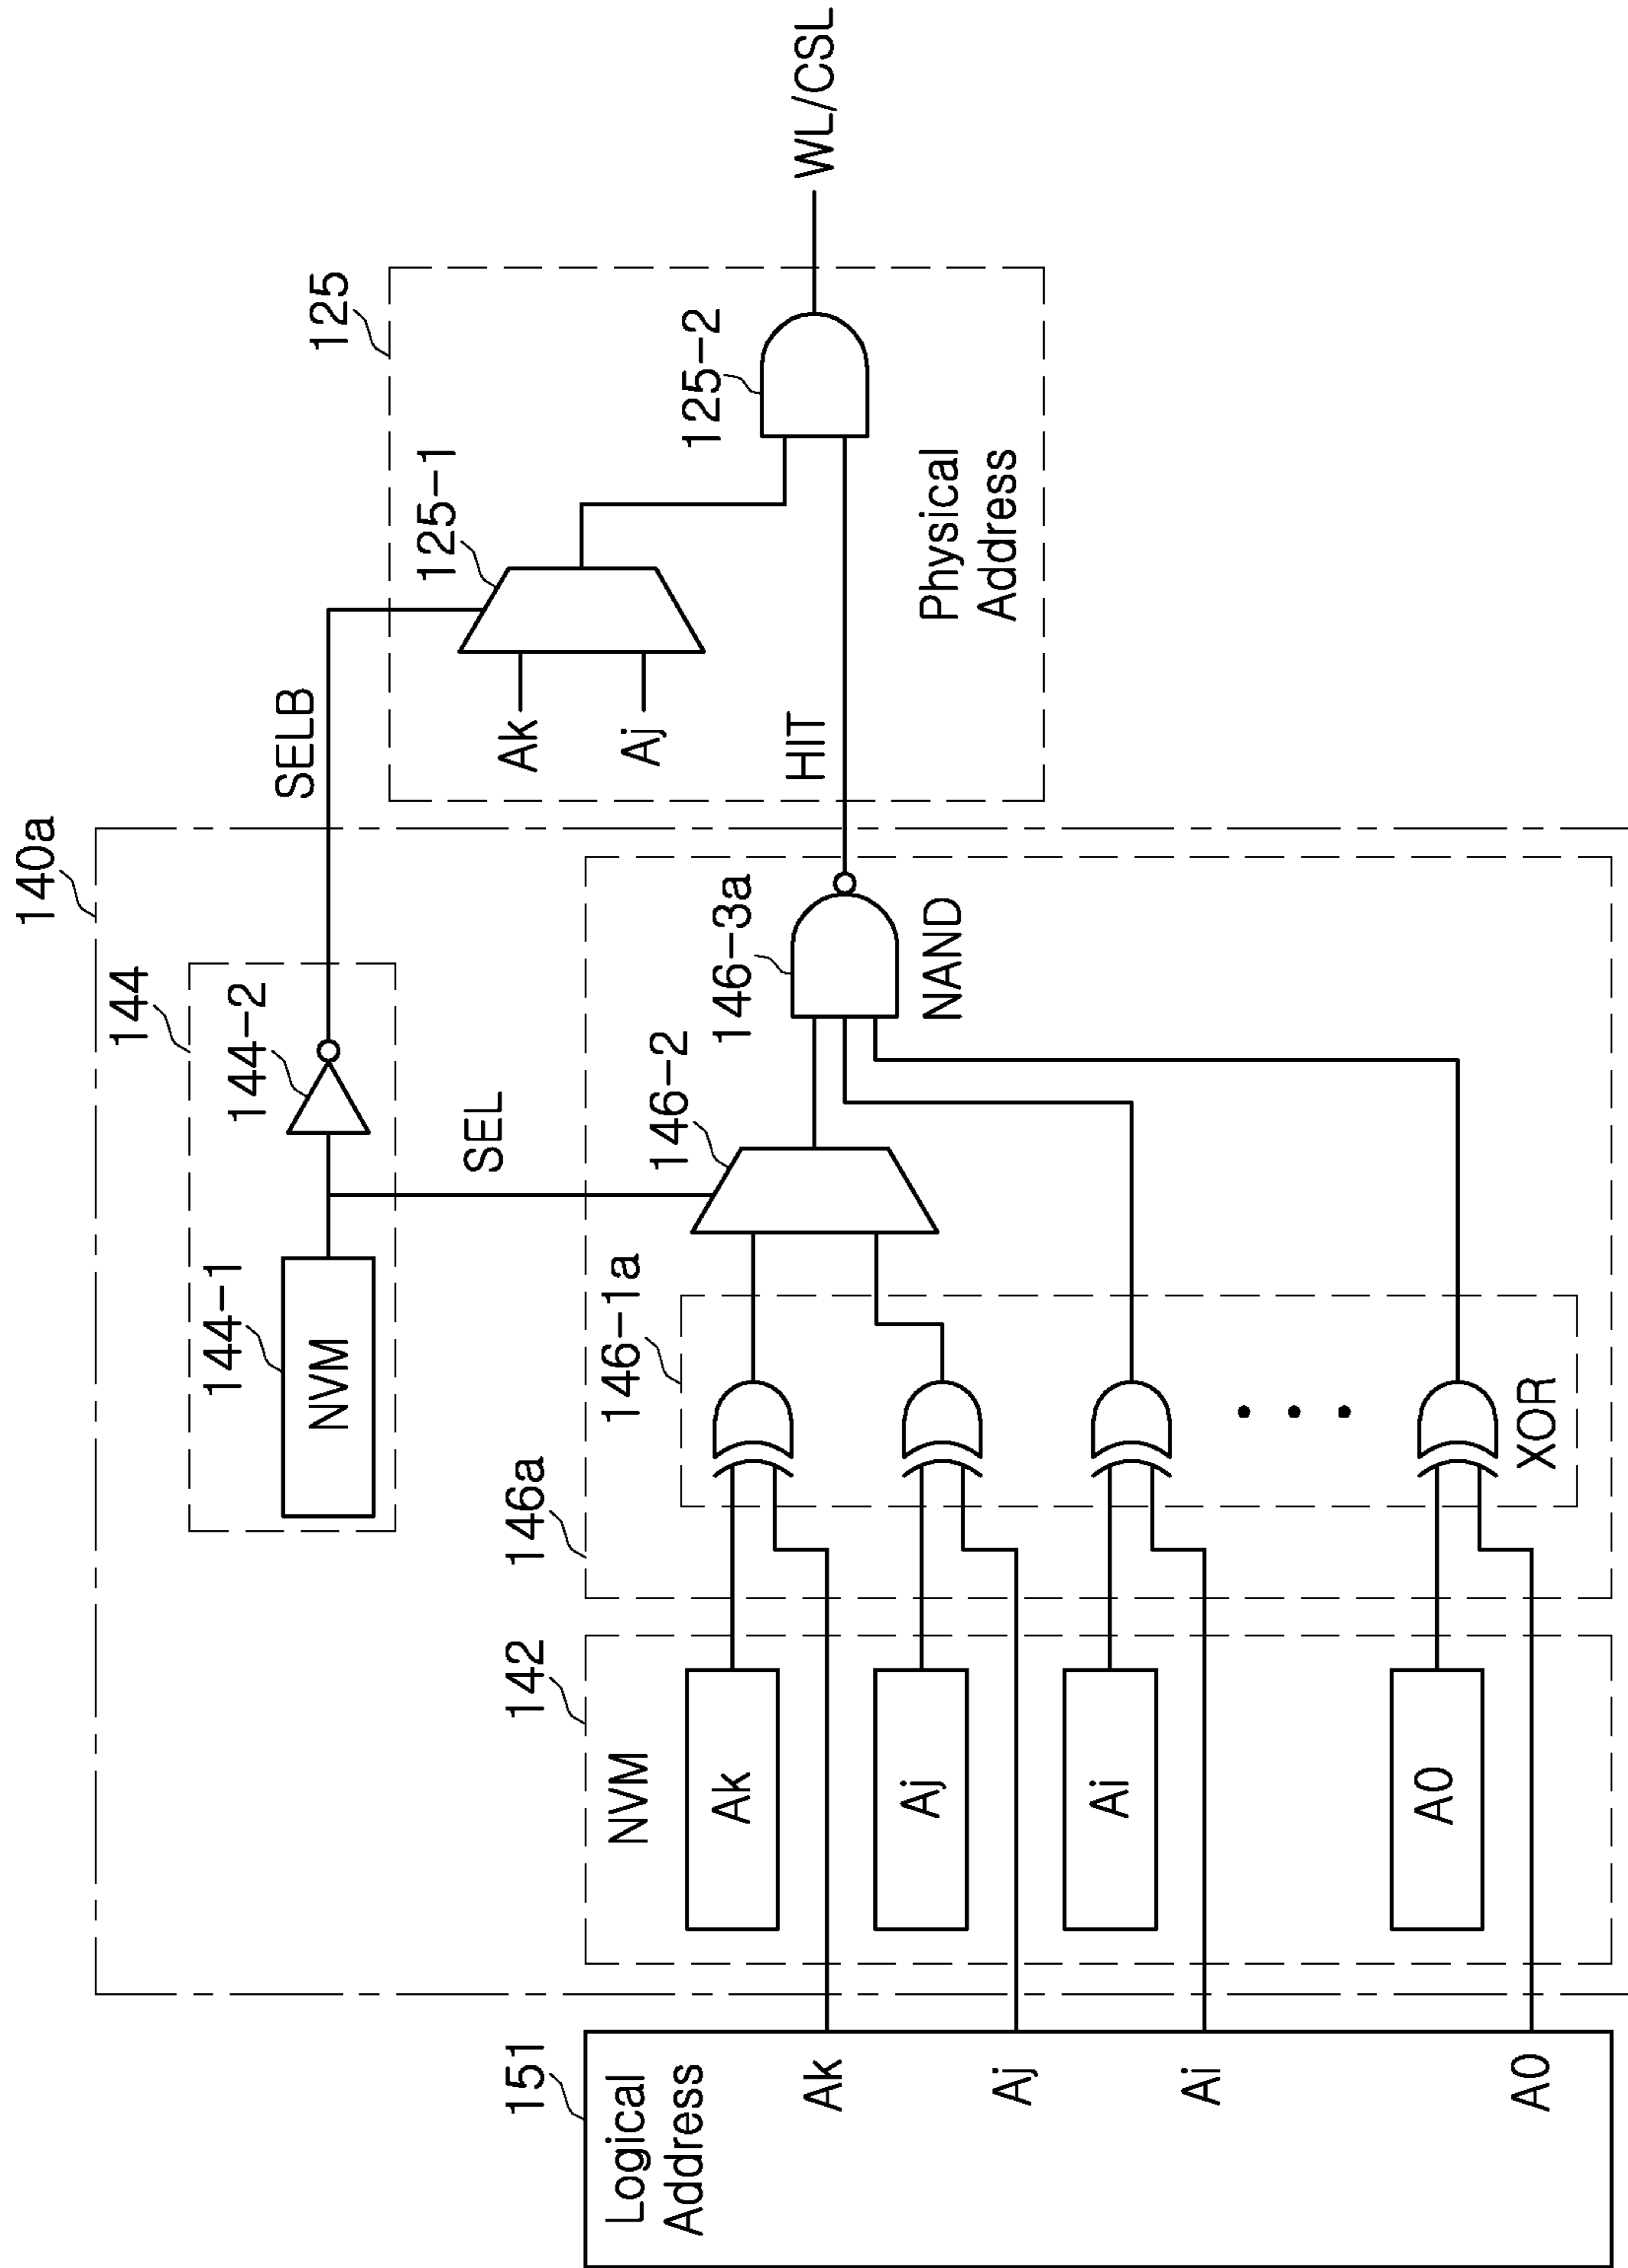 140a
144
144-1
NVM
144-2
SELB
SEL
125
125-1
Ak
Aj
125-2
WL/CSL
HIT
Physical
Address
151
Logical
Address
Ak
Aj
Ai
A0
142
NVM
Ak
Aj
Ai
A0
146a
146-1a
XOR
146-2
146-3a
NAND